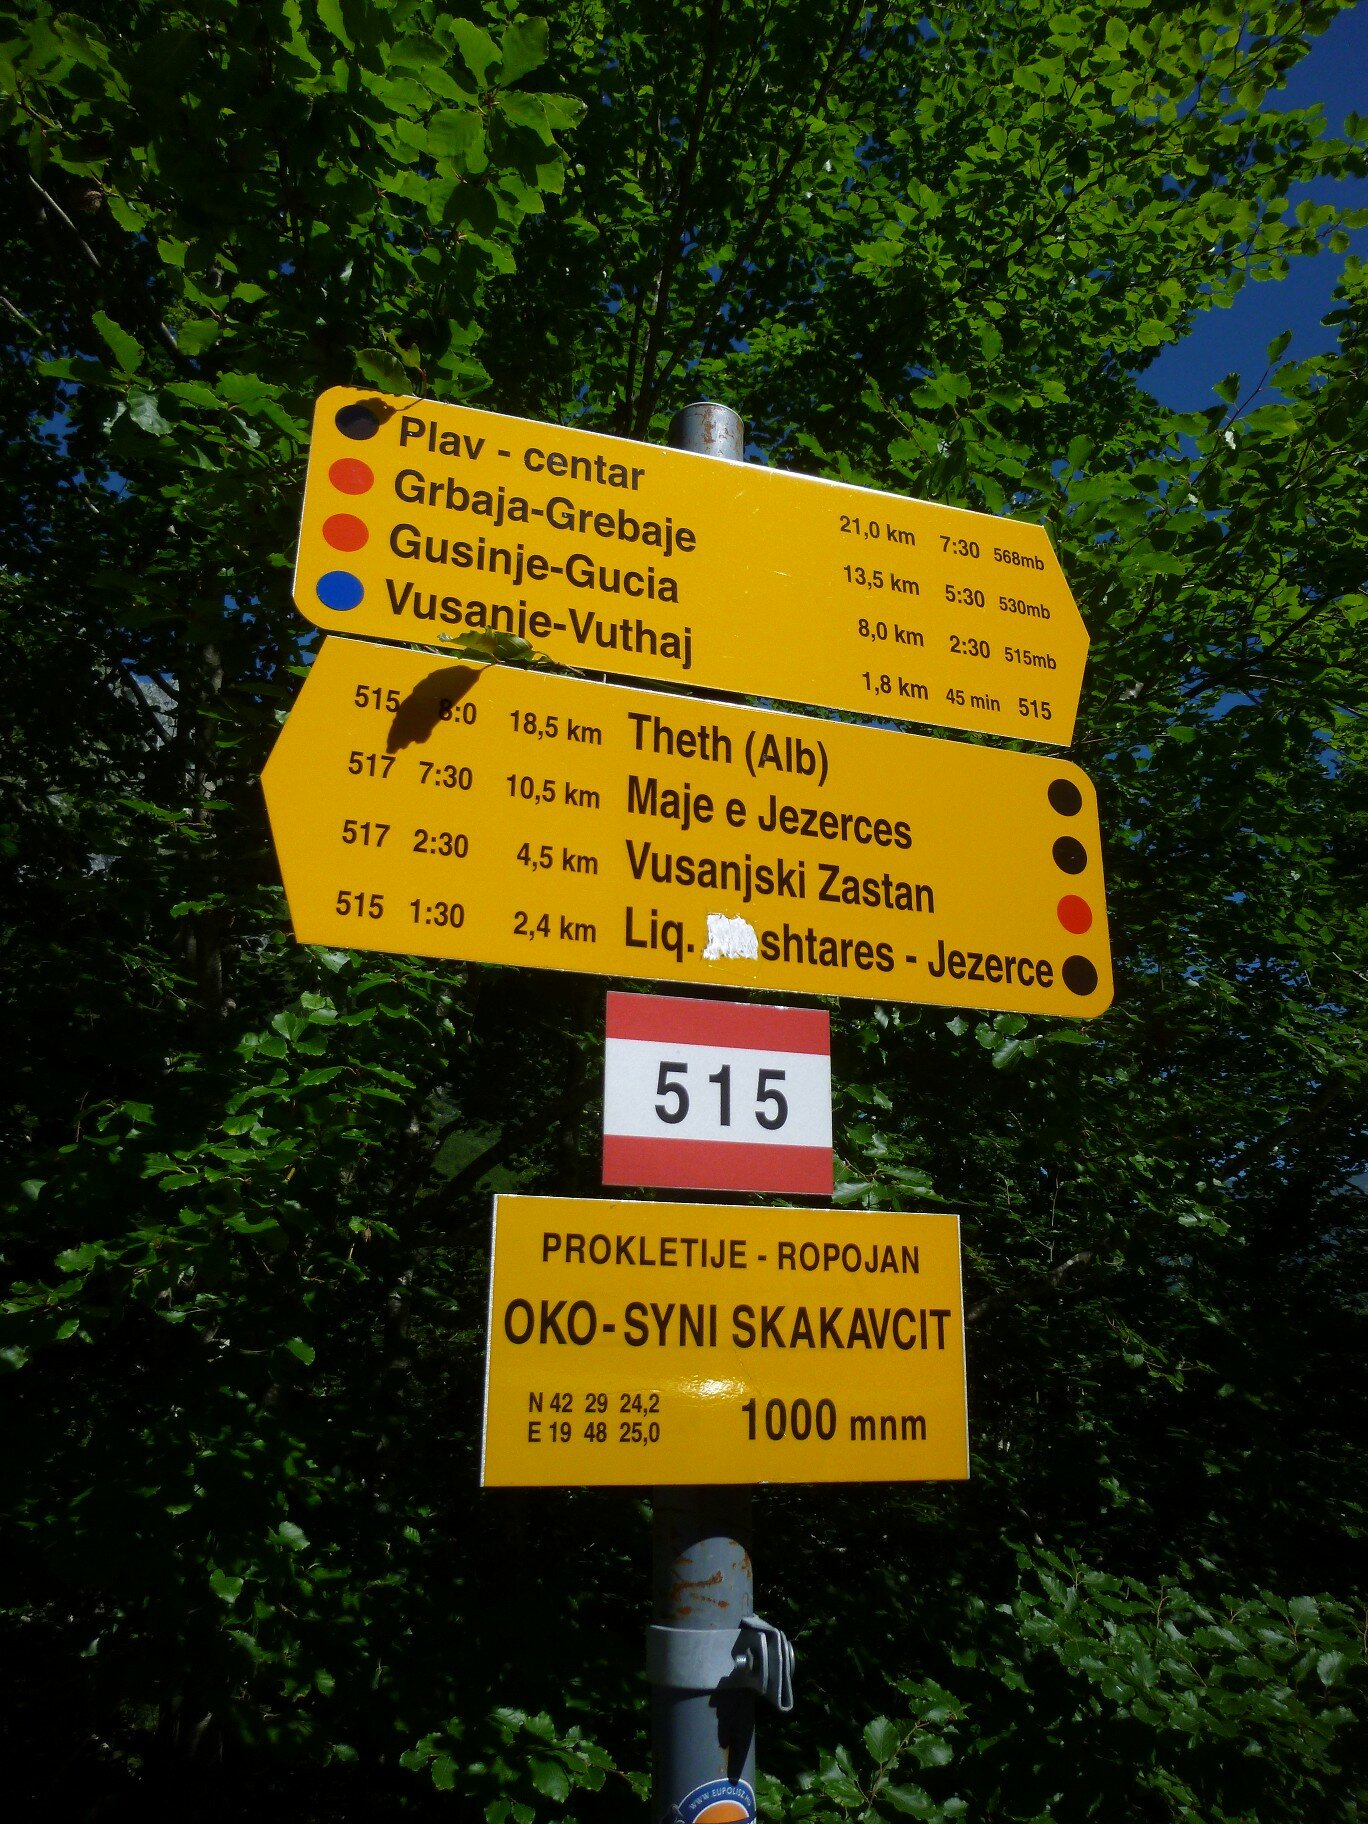 Plav - centar 21,0 km 7:30 568mb
Grbaja-Grebaje 13,5 km 5:30 530mb
Gusinje-Gucia 8,0 km 2:30 515mb
Vusanje-Vuthaj 1,8 km 45 min 515
515 8:0 18,5 km Theth (Alb)
517 7:30 10,5 km Maje e Jezerces
517 2:30 4,5 km Vusanjski Zastan
515 1:30 2,4 km Liq. shtares - Jezerce
515
PROKLETIJE - ROPOJAN
OKO-SYNI SKAKAVCIT
N 42 29 24,2
E 19 48 25,0
1000 mnm